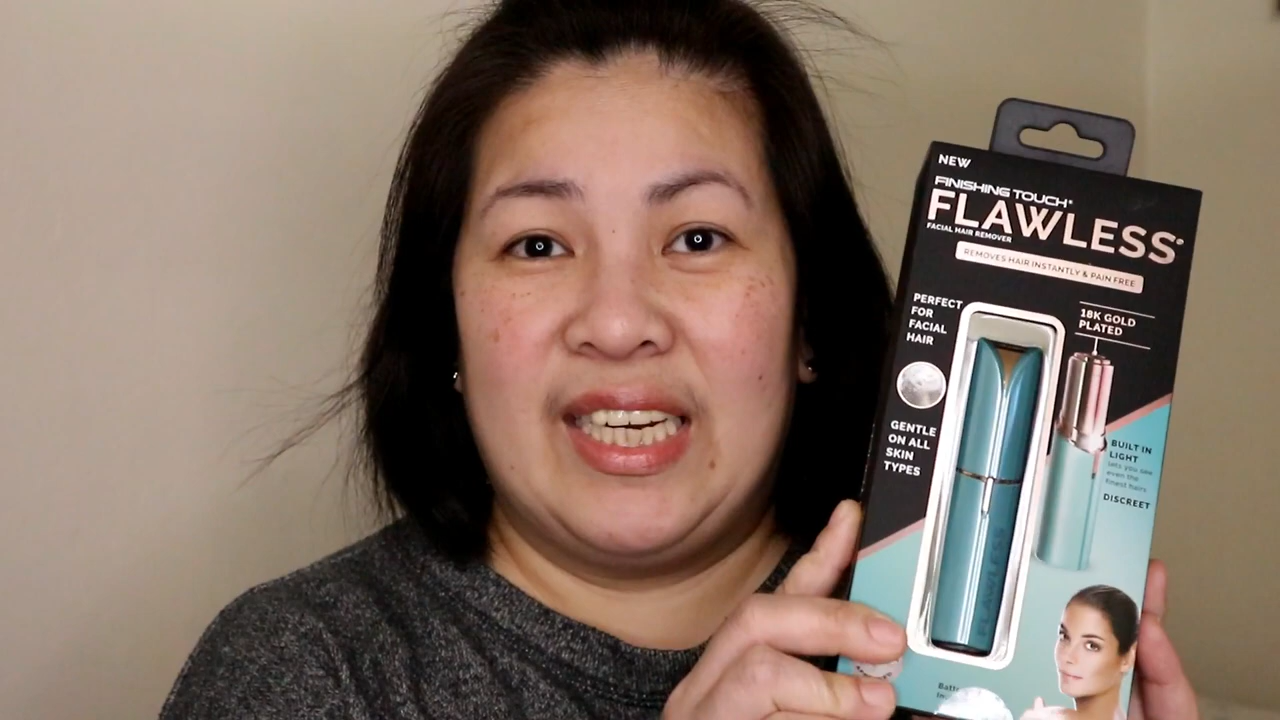 NEW
FINISHING TOUCH®
FLAWLESS®
FACIAL HAIR REMOVER
REMOVES HAIR INSTANTLY & PAIN FREE
PERFECT
FOR
FACIAL
HAIR
18K GOLD
PLATED
GENTLE
ON ALL
SKIN
TYPES
BUILT IN
LIGHT
lets you see
even the
finest hairs
DISCREET
FLAWLESS